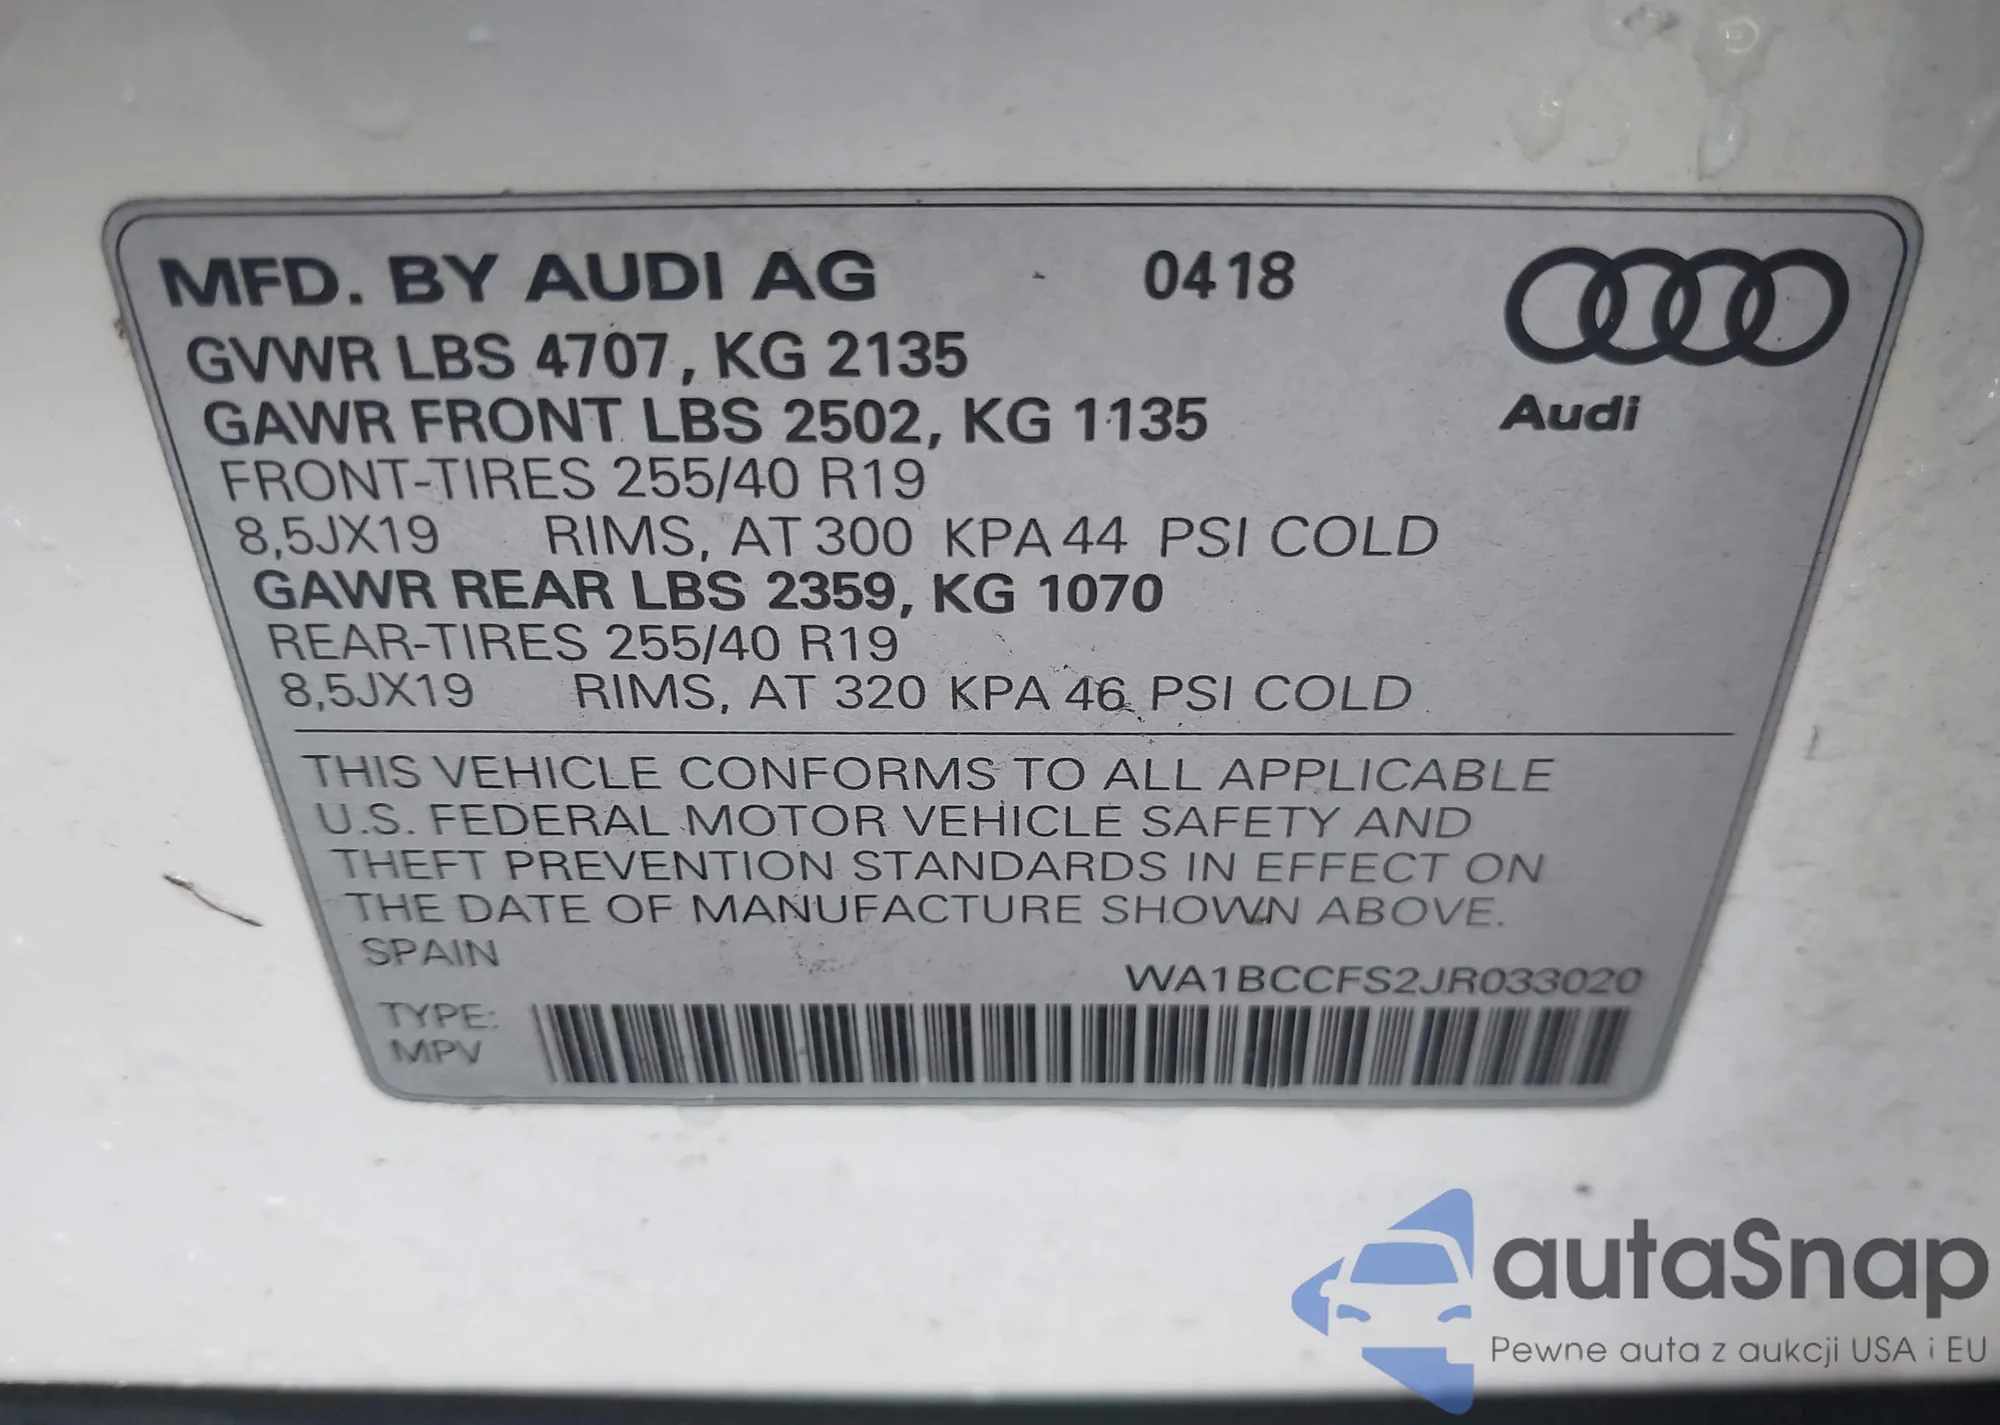 MFD. BY AUDI AG 0418
GVWR LBS 4707, KG 2135
GAWR FRONT LBS 2502, KG 1135
Audi
FRONT-TIRES 255/40 R19
8,5JX19 RIMS, AT 300 KPA 44 PSI COLD
GAWR REAR LBS 2359, KG 1070
REAR-TIRES 255/40 R19
8,5JX19 RIMS, AT 320 KPA 46 PSI COLD
THIS VEHICLE CONFORMS TO ALL APPLICABLE
U.S. FEDERAL MOTOR VEHICLE SAFETY AND
THEFT PREVENTION STANDARDS IN EFFECT ON
THE DATE OF MANUFACTURE SHOWN ABOVE.
SPAIN
WA1BCCFS2JR033020
TYPE:
MPV
autaSnap
Pewne auta z aukcji USA i EU